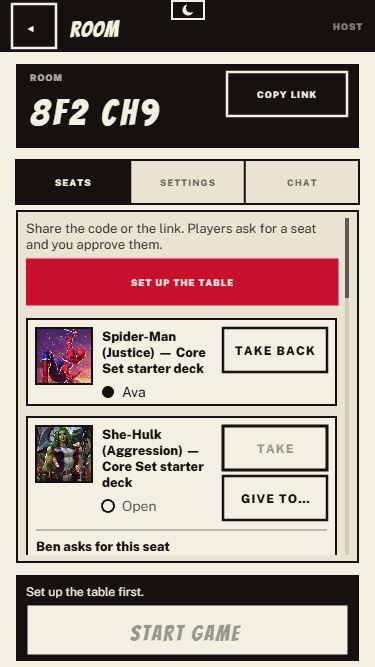 ◄ ROOM HOST
ROOM
8F2 CH9
COPY LINK
SEATS SETTINGS CHAT
Share the code or the link. Players ask for a seat
and you approve them.
SET UP THE TABLE
Spider-Man
(Justice) — Core
Set starter deck
Ava
TAKE BACK
She-Hulk
(Aggression) —
Core Set starter
deck
Open
TAKE
GIVE TO...
Ben asks for this seat
Set up the table first.
START GAME